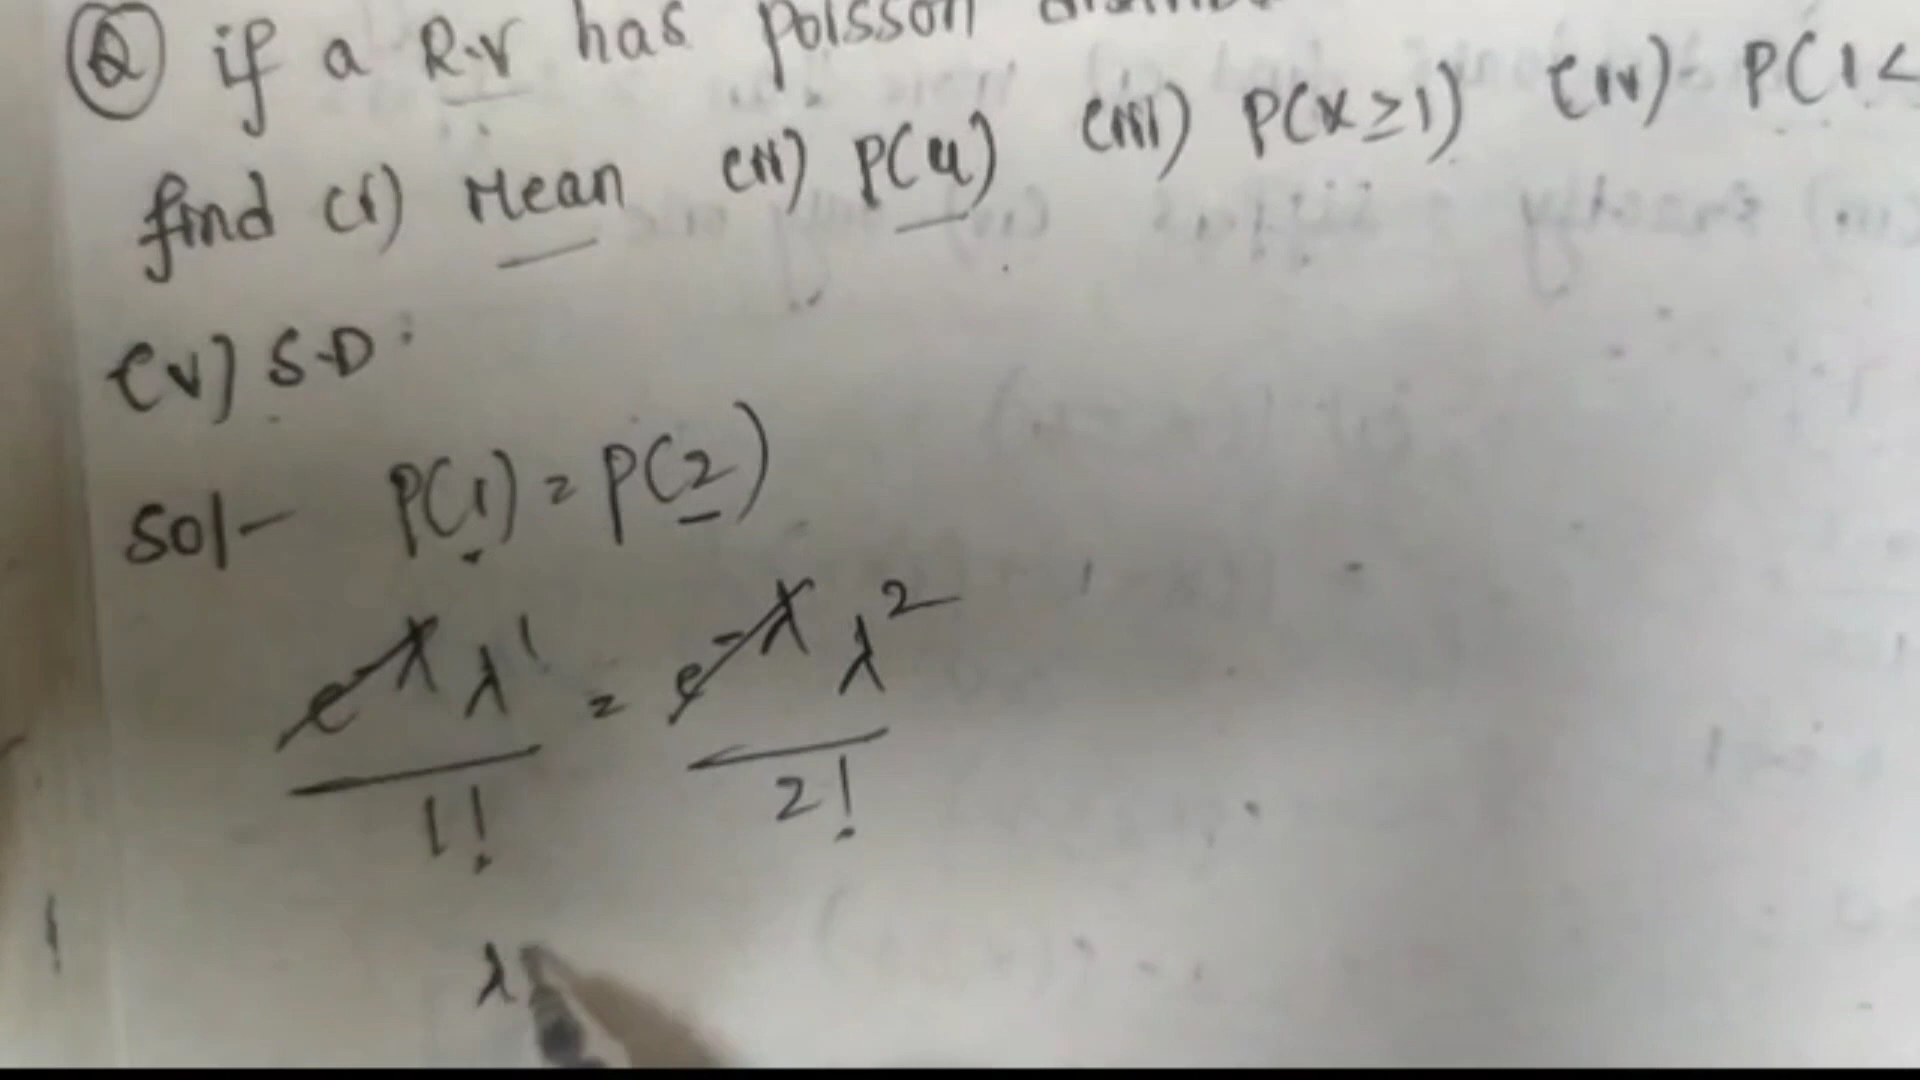 Q if a R.V has poisson
find (i) Mean (ii) P(4) (iii) P(x≥1) (iv) P(1<
(v) S.D.
Sol- P(1) = P(2)
e^-λ λ^1 / 1! = e^-λ λ^2 / 2!
λ